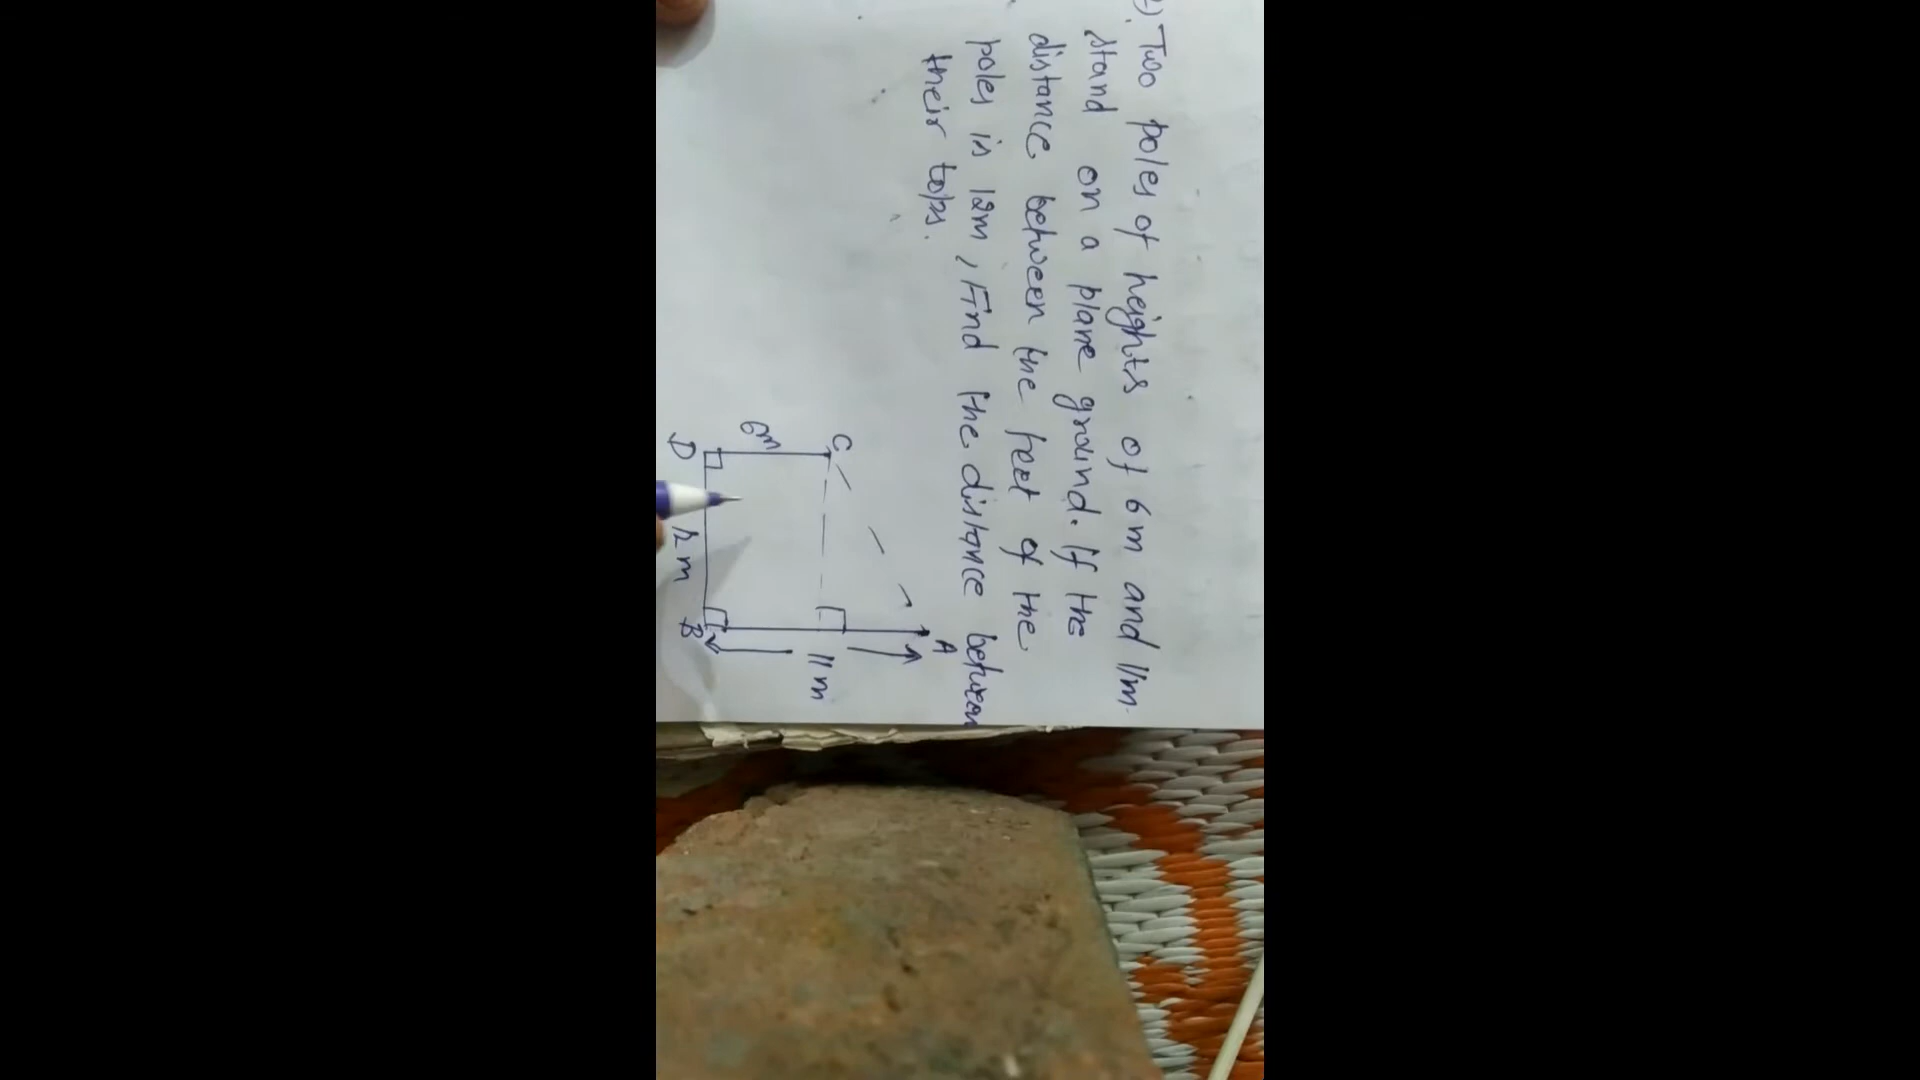 Two poles of heights of 6m and 11m.
stand on a plane ground. If the
distance between the feet of the
poles is 12m, Find the distance between
their tops.
A
C
6m
11m
D
12m
B